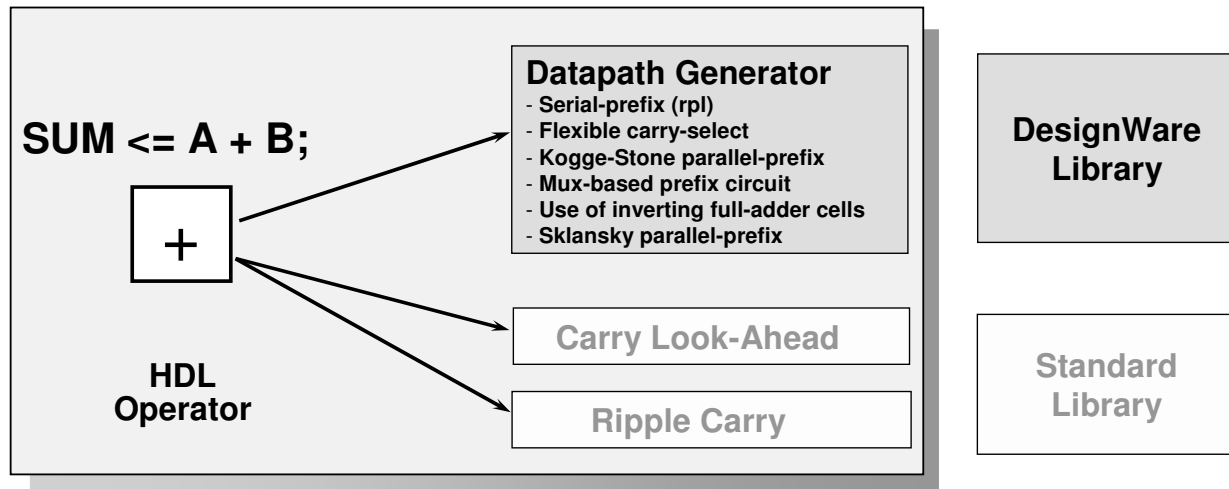 SUM <= A + B;
+
HDL
Operator
Datapath Generator
- Serial-prefix (rpl)
- Flexible carry-select
- Kogge-Stone parallel-prefix
- Mux-based prefix circuit
- Use of inverting full-adder cells
- Sklansky parallel-prefix
Carry Look-Ahead
Ripple Carry
DesignWare
Library
Standard
Library